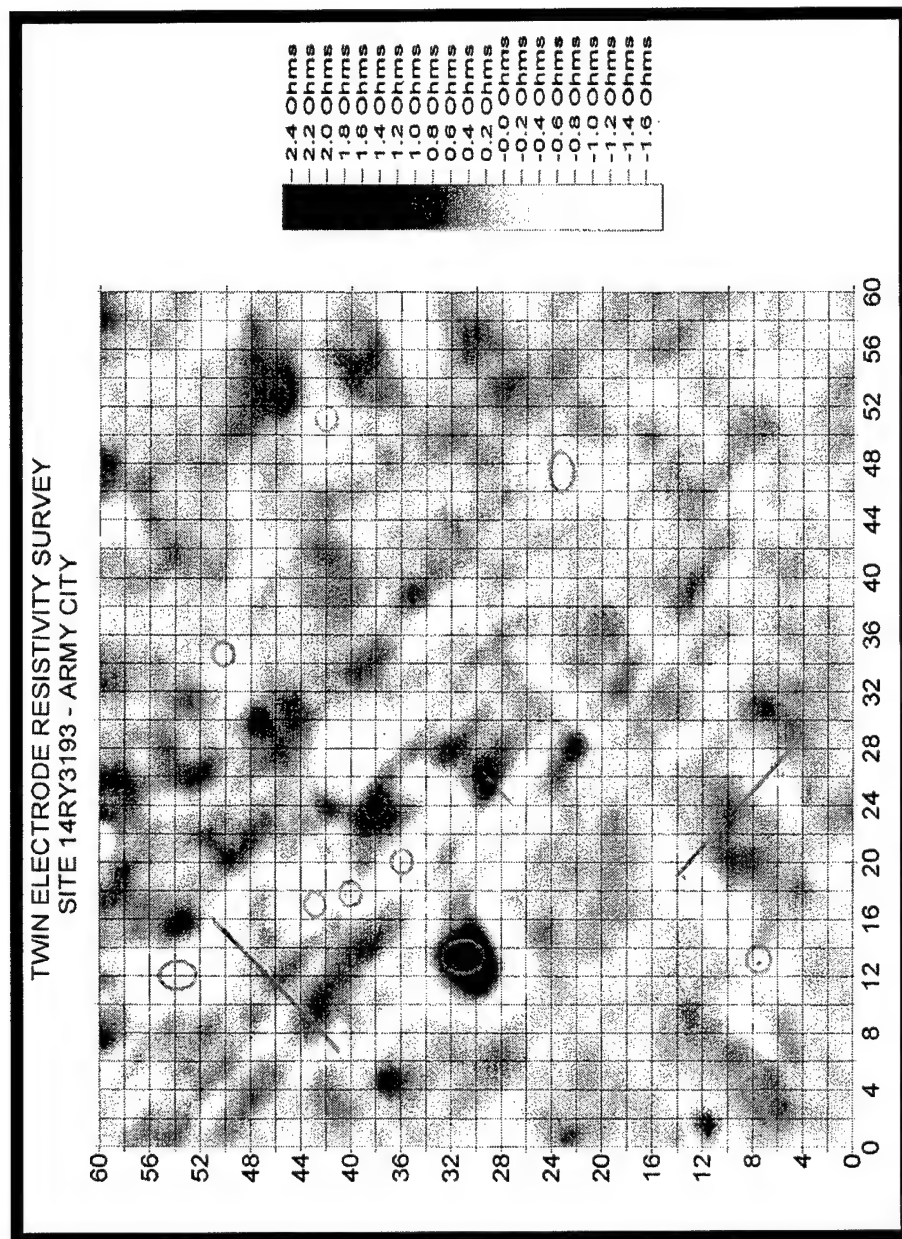 TWIN ELECTRODE RESISTIVITY SURVEY
SITE 14RY3193 - ARMY CITY
60
56
52
48
44
40
36
32
28
24
20
16
12
8
4
0
0 4 8 12 16 20 24 28 32 36 40 44 48 52 56 60
2.4 Ohms
2.2 Ohms
2.0 Ohms
1.8 Ohms
1.6 Ohms
1.4 Ohms
1.2 Ohms
1.0 Ohms
0.8 Ohms
0.6 Ohms
0.4 Ohms
0.2 Ohms
-0.0 Ohms
-0.2 Ohms
-0.4 Ohms
-0.6 Ohms
-0.8 Ohms
-1.0 Ohms
-1.2 Ohms
-1.4 Ohms
-1.6 Ohms